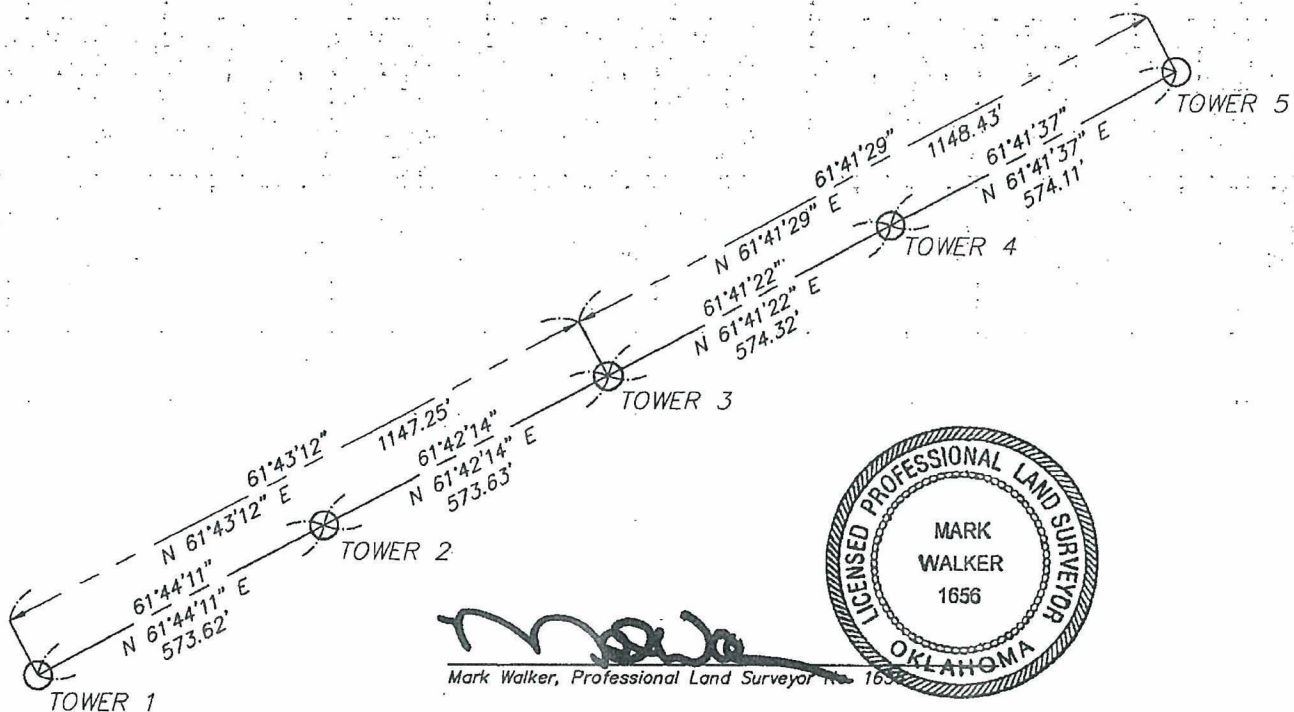 61°41'29"
1148.43'
N 61°41'29" E
61°41'37"
N 61°41'37" E
574.11'
TOWER 5
61°41'22"
N 61°41'22" E
574.32'
TOWER 4
61°43'12"
1147.25'
N 61°43'12" E
61°42'14"
N 61°42'14" E
573.63'
TOWER 3
61°44'11"
N 61°44'11" E
573.62'
TOWER 2
TOWER 1
Mark Walker, Professional Land Surveyor No. 1656
LICENSED PROFESSIONAL LAND SURVEYOR
MARK
WALKER
1656
OKLAHOMA